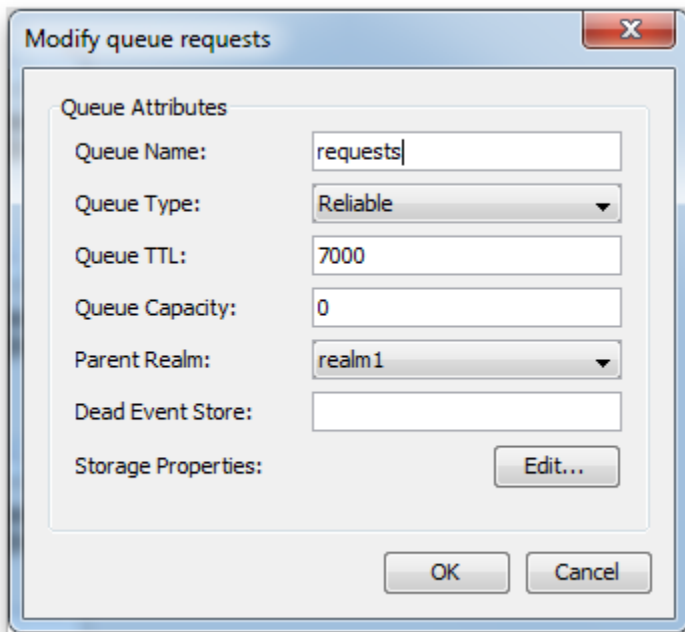 Modify queue requests
Queue Attributes
Queue Name: requests
Queue Type: Reliable
Queue TTL: 7000
Queue Capacity: 0
Parent Realm: realm1
Dead Event Store:
Storage Properties: Edit...
OK Cancel